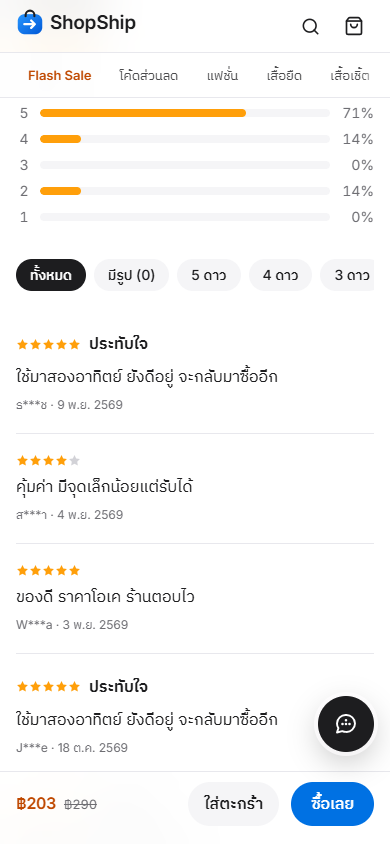 ShopShip
Flash Sale โค้ดส่วนลด แฟชั่น เสื้อยืด เสื้อเชิ้ต
5 71%
4 14%
3 0%
2 14%
1 0%
ทั้งหมด มีรูป (0) 5 ดาว 4 ดาว 3 ดาว
ประทับใจ
ใช้มาสองอาทิตย์ ยังดีอยู่ จะกลับมาซื้ออีก
ธ***ช · 9 พ.ย. 2569
คุ้มค่า มีจุดเล็กน้อยแต่รับได้
ส***า · 4 พ.ย. 2569
ของดี ราคาโอเค ร้านตอบไว
W***a · 3 พ.ย. 2569
ประทับใจ
ใช้มาสองอาทิตย์ ยังดีอยู่ จะกลับมาซื้ออีก
J***e · 18 ต.ค. 2569
฿203 ฿290 ใส่ตะกร้า ซื้อเลย